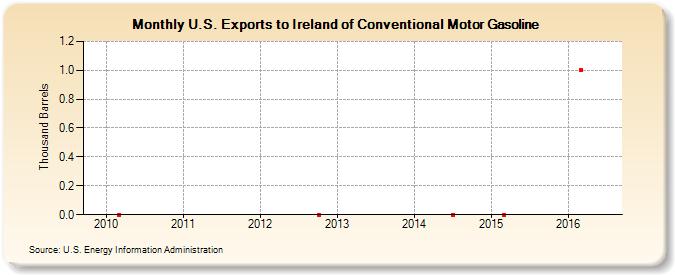 Monthly U.S. Exports to Ireland of Conventional Motor Gasoline
Thousand Barrels
1.2
1.0
0.8
0.6
0.4
0.2
0.0
2010 2011 2012 2013 2014 2015 2016
Source: U.S. Energy Information Administration